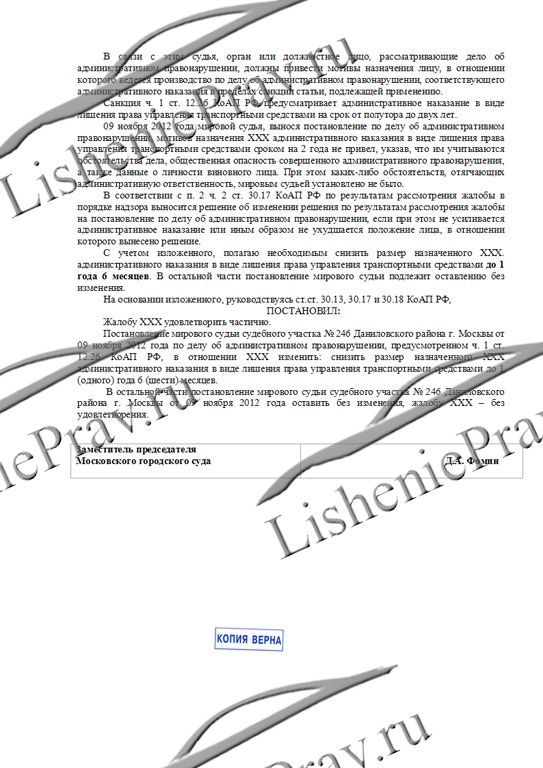 В связи с этим судья, орган или должностное лицо, рассматривающие дело об
административном правонарушении, должны привести мотивы назначения лицу, в отношении
которого ведется производство по делу об административном правонарушении, соответствующего
административного наказания в пределах санкции статьи, подлежащей применению.
Санкция ч. 1 ст. 12.26 КоАП РФ предусматривает административное наказание в виде
лишения права управления транспортными средствами на срок от полутора до двух лет.
09 ноября 2012 года мировой судья, вынося постановление по делу об административном
правонарушении, мотивов назначения XXX административного наказания в виде лишения права
управления транспортными средствами сроком на 2 года не привел, указав, что им учитываются
обстоятельства дела, общественная опасность совершенного административного правонарушения,
а также данные о личности виновного лица. При этом каких-либо обстоятельств, отягчающих
административную ответственность, мировым судьей установлено не было.
В соответствии с п. 2 ч. 2 ст. 30.17 КоАП РФ по результатам рассмотрения жалобы в
порядке надзора выносится решение об изменении решения по результатам рассмотрения жалобы
на постановление по делу об административном правонарушении, если при этом не усиливается
административное наказание или иным образом не ухудшается положение лица, в отношении
которого вынесено решение.
С учетом изложенного, полагаю необходимым снизить размер назначенного XXX.
административного наказания в виде лишения права управления транспортными средствами до 1
года 6 месяцев. В остальной части постановление мирового судьи подлежит оставлению без
изменения.
На основании изложенного, руководствуясь ст.ст. 30.13, 30.17 и 30.18 КоАП РФ,
ПОСТАНОВИЛ:
Жалобу XXX удовлетворить частично.
Постановление мирового судьи судебного участка № 246 Даниловского района г. Москвы от
09 ноября 2012 года по делу об административном правонарушении, предусмотренном ч. 1 ст.
12.26 КоАП РФ, в отношении XXX изменить: снизить размер назначенного XXX
административного наказания в виде лишения права управления транспортными средствами до 1
(одного) года 6 (шести) месяцев.
В остальной части постановление мирового судьи судебного участка № 246 Даниловского
района г. Москвы от 09 ноября 2012 года оставить без изменения, жалобу XXX – без
удовлетворения.
Заместитель председателя
Московского городского суда Д.А. Фомин
КОПИЯ ВЕРНА
LisheniePrav.ru
LisheniePrav.ru
LisheniePra
niePrav.ru
LisheniePrav.ru